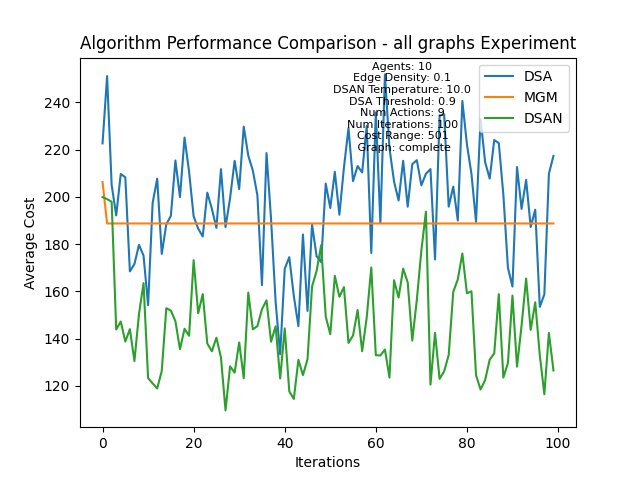 Algorithm Performance Comparison - all graphs Experiment
Agents: 10
Edge Density: 0.1
DSAN Temperature: 10.0
DSA Threshold: 0.9
Num Actions: 9
Num Iterations: 100
Cost Range: 501
Graph: complete
DSA
MGM
DSAN
Average Cost
240
220
200
180
160
140
120
0 20 40 60 80 100
Iterations